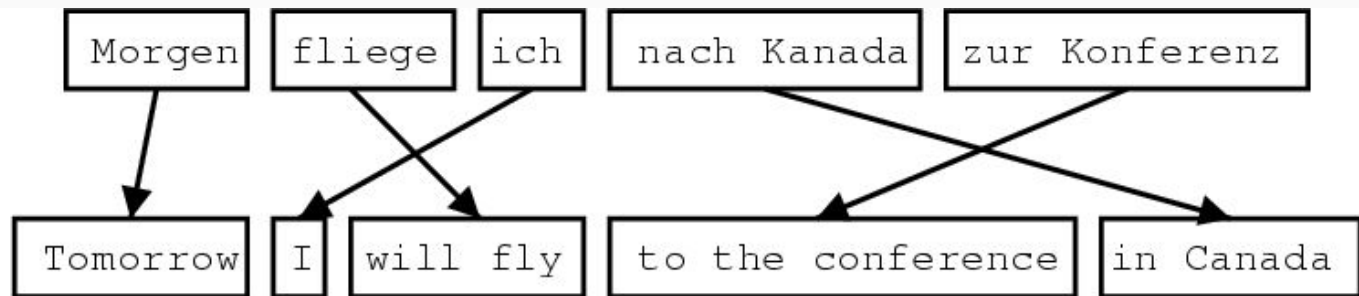 Morgen fliege ich nach Kanada zur Konferenz
Tomorrow I will fly to the conference in Canada